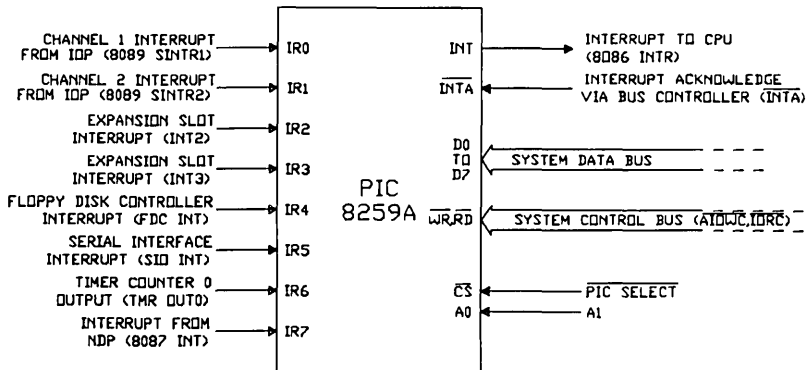 CHANNEL 1 INTERRUPT
FROM IOP (8089 SINTR1)
IR0
CHANNEL 2 INTERRUPT
FROM IOP (8089 SINTR2)
IR1
EXPANSION SLOT
INTERRUPT (INT2)
IR2
EXPANSION SLOT
INTERRUPT (INT3)
IR3
FLOPPY DISK CONTROLLER
INTERRUPT (FDC INT)
IR4
SERIAL INTERFACE
INTERRUPT (SIO INT)
IR5
TIMER COUNTER 0
OUTPUT (TMR OUT0)
IR6
INTERRUPT FROM
NDP (8087 INT)
IR7
PIC
8259A
INT
INTERRUPT TO CPU
(8086 INTR)
INTA
INTERRUPT ACKNOWLEDGE
VIA BUS CONTROLLER (INTA)
D0
TO
D7
SYSTEM DATA BUS
WR,RD
SYSTEM CONTROL BUS (AIOWC,IORC)
CS
PIC SELECT
A0
A1